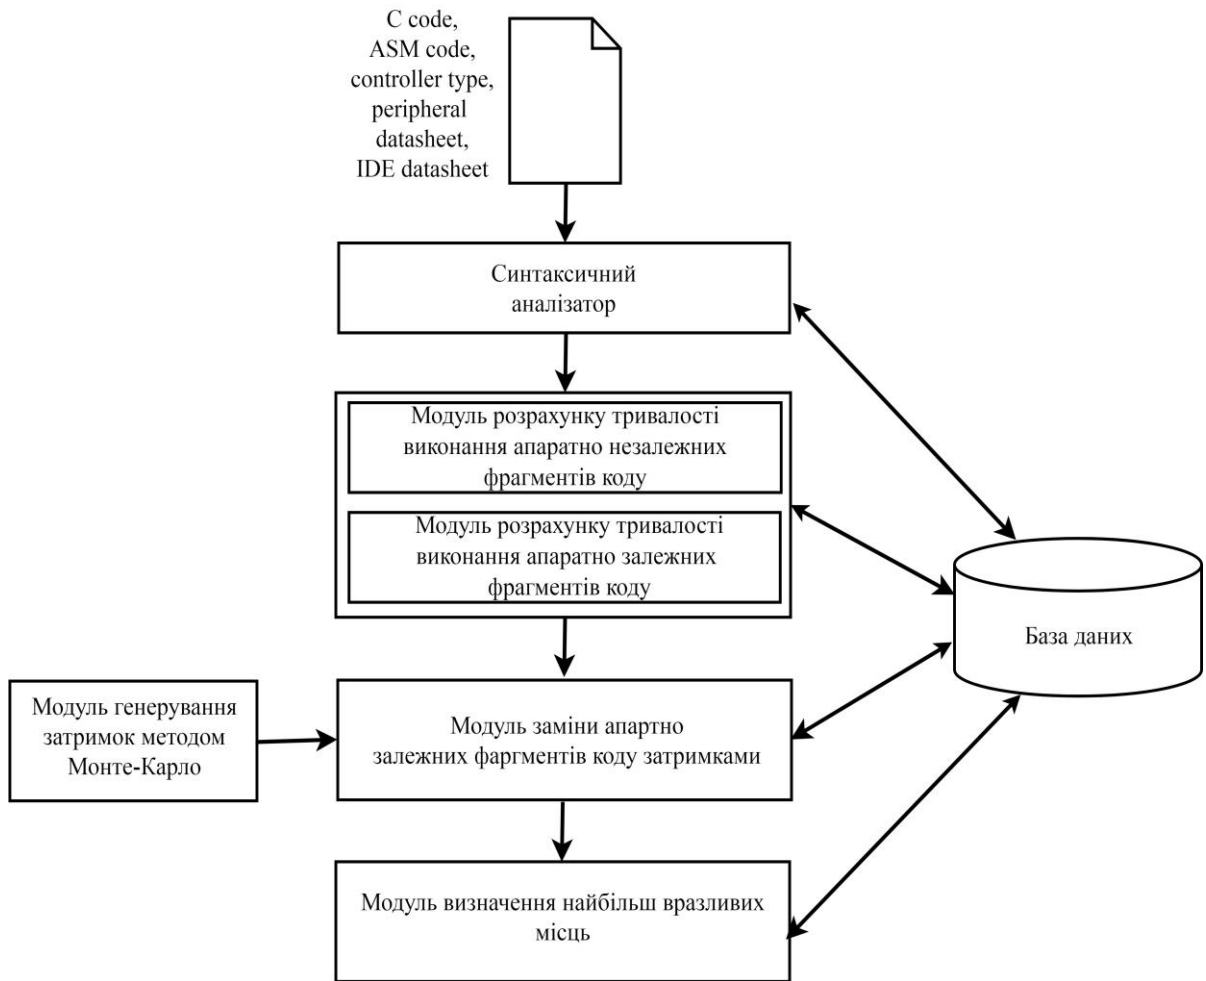 C code,
ASM code,
controller type,
peripheral
datasheet,
IDE datasheet
Синтаксичний
аналізатор
Модуль розрахунку тривалості
виконання апаратно незалежних
фрагментів коду
Модуль розрахунку тривалості
виконання апаратно залежних
фрагментів коду
База даних
Модуль генерування
затримок методом
Монте-Карло
Модуль заміни апартно
залежних фаргментів коду затримками
Модуль визначення найбільш вразливих
місць